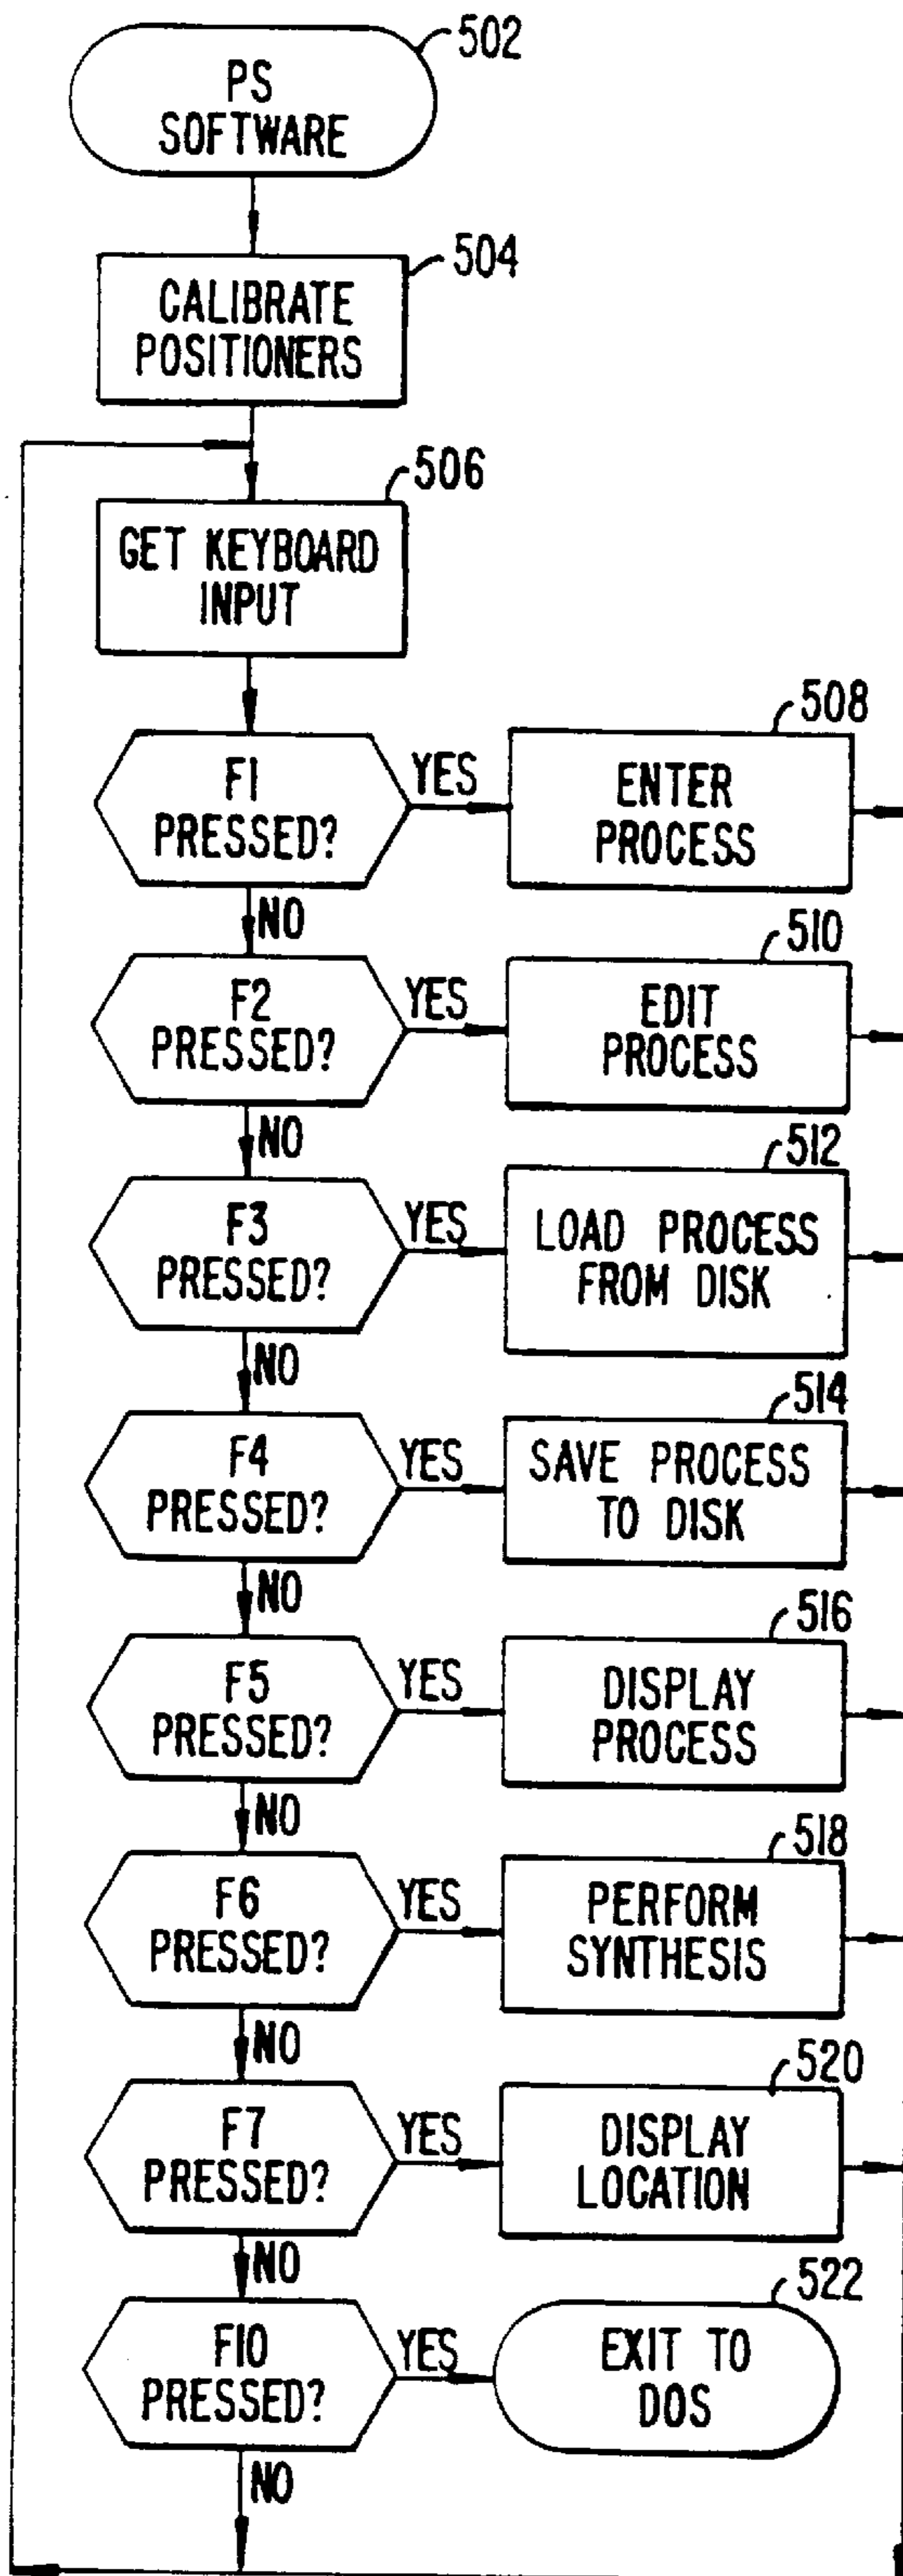 502
PS
SOFTWARE
504
CALIBRATE
POSITIONERS
506
GET KEYBOARD
INPUT
F1
PRESSED?
YES
508
ENTER
PROCESS
NO
F2
PRESSED?
YES
510
EDIT
PROCESS
NO
F3
PRESSED?
YES
512
LOAD PROCESS
FROM DISK
NO
F4
PRESSED?
YES
514
SAVE PROCESS
TO DISK
NO
F5
PRESSED?
YES
516
DISPLAY
PROCESS
NO
F6
PRESSED?
YES
518
PERFORM
SYNTHESIS
NO
F7
PRESSED?
YES
520
DISPLAY
LOCATION
NO
F10
PRESSED?
YES
522
EXIT TO
DOS
NO